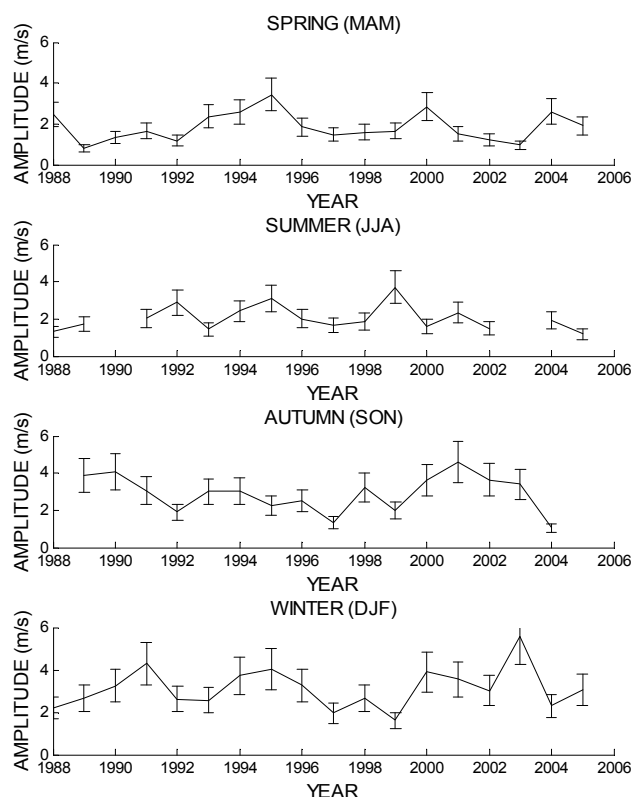 SPRING (MAM)
AMPLITUDE (m/s)
6
4
2
0
1988 1990 1992 1994 1996 1998 2000 2002 2004 2006
YEAR
SUMMER (JJA)
AMPLITUDE (m/s)
6
4
2
0
1988 1990 1992 1994 1996 1998 2000 2002 2004 2006
YEAR
AUTUMN (SON)
AMPLITUDE (m/s)
6
4
2
0
1988 1990 1992 1994 1996 1998 2000 2002 2004 2006
YEAR
WINTER (DJF)
AMPLITUDE (m/s)
6
4
2
0
1988 1990 1992 1994 1996 1998 2000 2002 2004 2006
YEAR